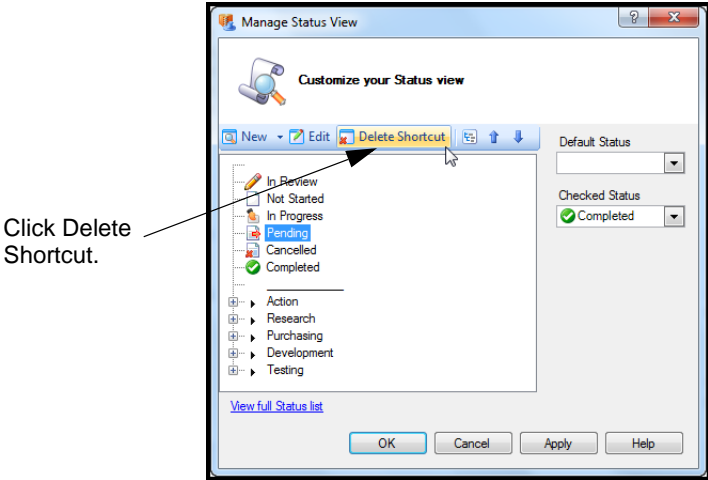 Manage Status View
Customize your Status view
New Edit Delete Shortcut
Default Status
In Review
Not Started
Checked Status
In Progress
Completed
Click Delete
Shortcut.
Pending
Cancelled
Completed
Action
Research
Purchasing
Development
Testing
View full Status list
OK Cancel Apply Help